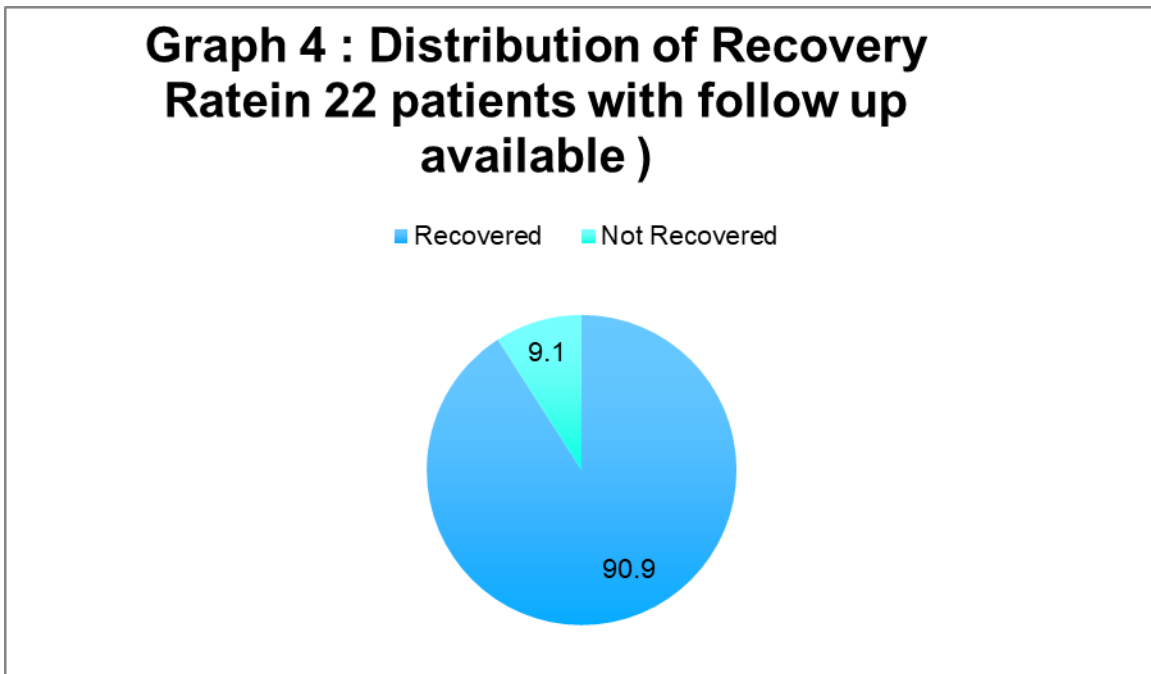 Graph 4 : Distribution of Recovery
Ratein 22 patients with follow up
available )
Recovered Not Recovered
9.1
90.9